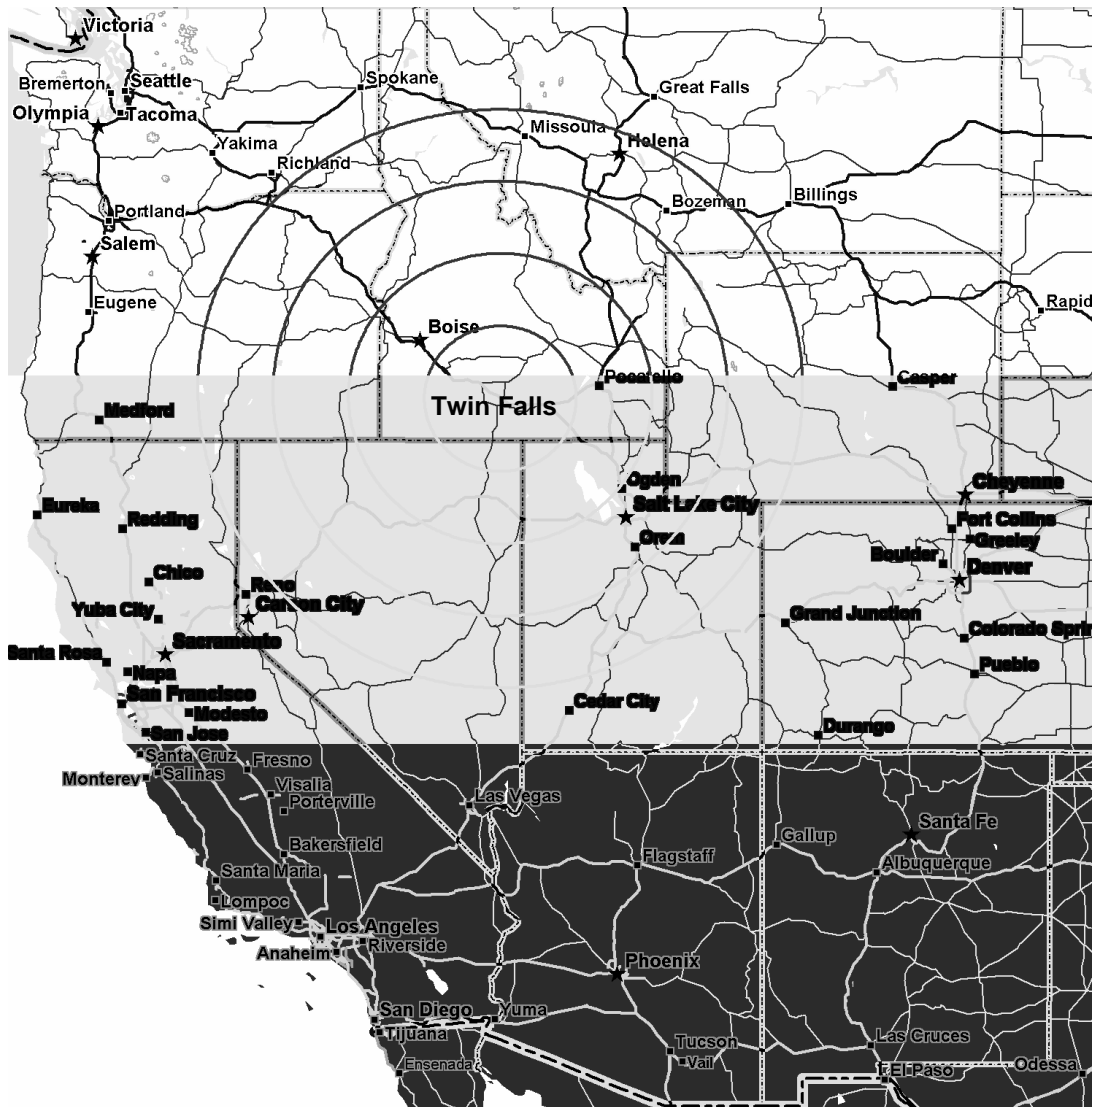 Victoria
Seattle
Bremerton
Olympia
Tacoma
Spokane
Great Falls
Yakima
Missoula
Helena
Richland
Portland
Bozeman
Billings
Salem
Eugene
Rapid
Boise
Pocatello
Casper
Medford
Twin Falls
Eureka
Redding
Ogden
Cheyenne
Salt Lake City
Fort Collins
Orem
Greeley
Boulder
Denver
Chico
Reno
Carson City
Yuba City
Grand Junction
Sacramento
Colorado Sprin
Santa Rosa
Napa
Pueblo
San Francisco
Modesto
Cedar City
Durango
San Jose
Santa Cruz
Fresno
Monterey
Salinas
Visalia
Porterville
Las Vegas
Bakersfield
Gallup
Santa Fe
Flagstaff
Albuquerque
Santa Maria
Lompoc
Simi Valley
Los Angeles
Riverside
Anaheim
Phoenix
San Diego
Yuma
Tijuana
Tucson
Vail
Las Cruces
Ensenada
El Paso
Odessa